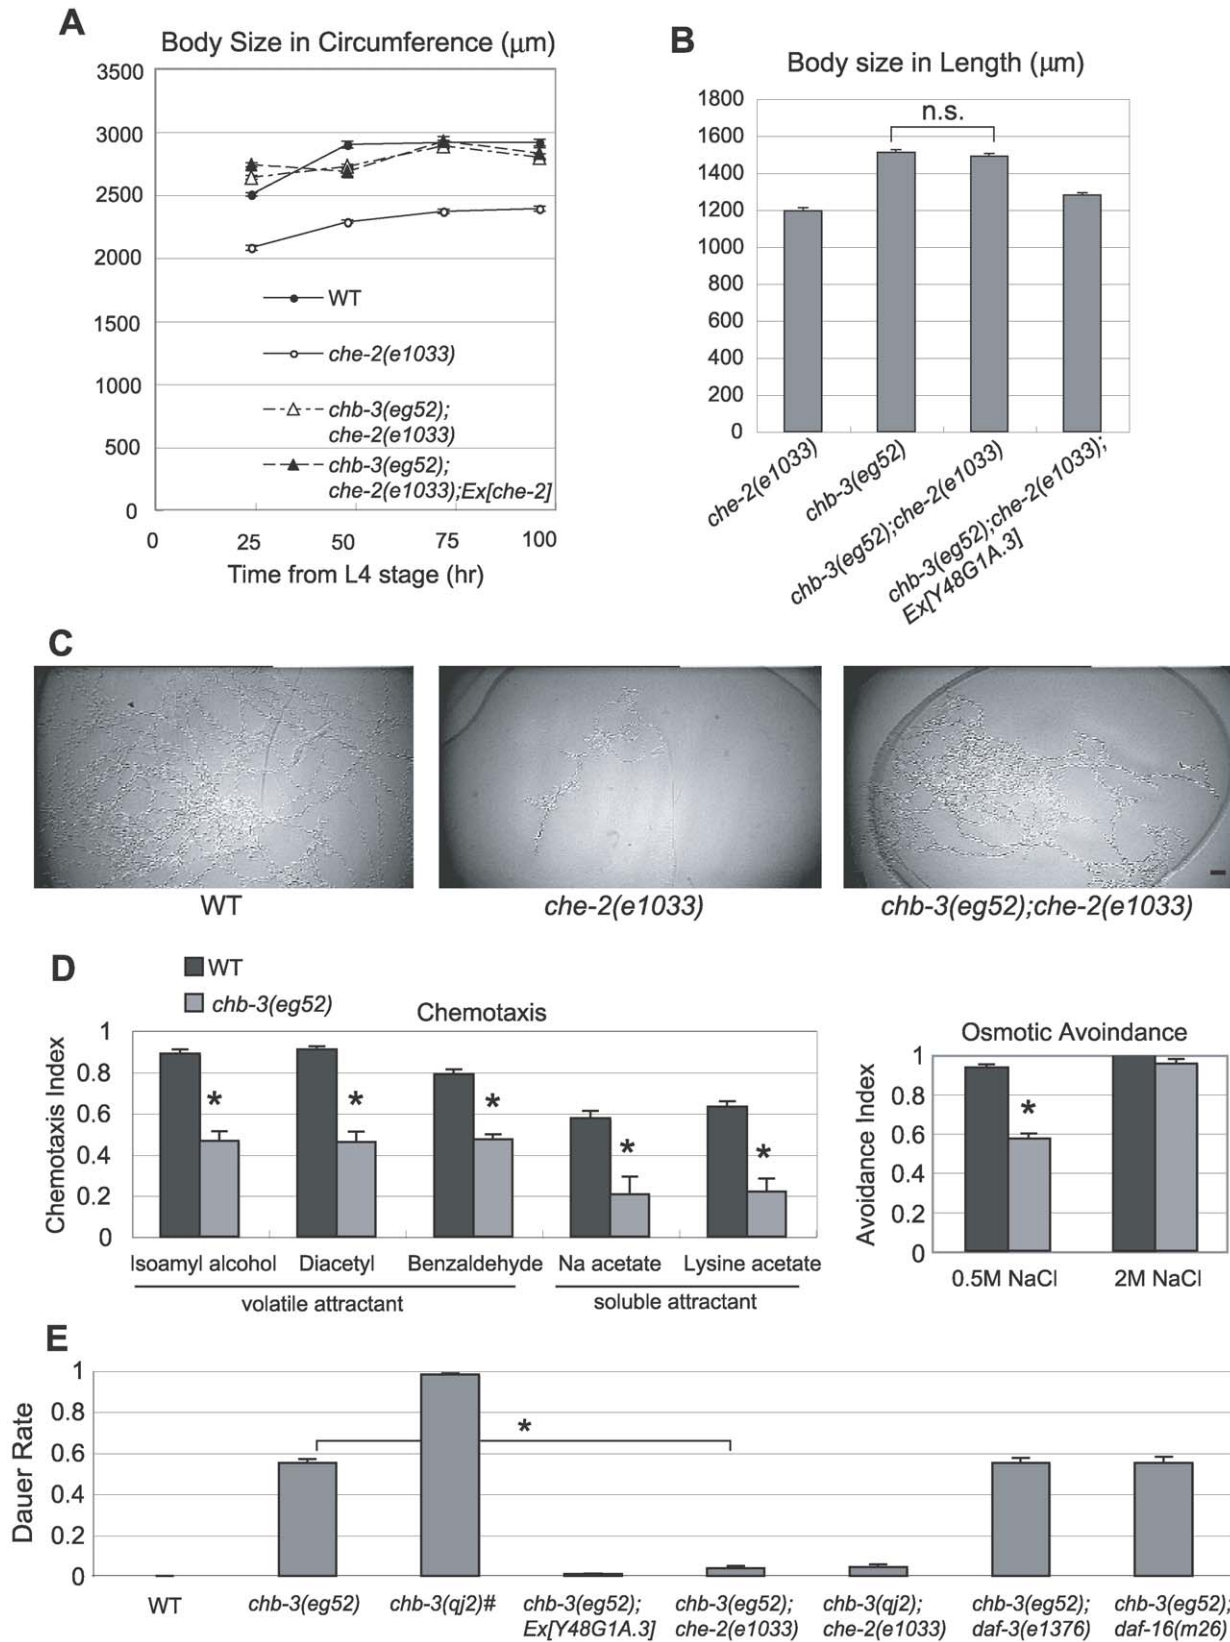 A
Body Size in Circumference (μm)
3500
3000
2500
2000
1500
1000
500
0
WT
che-2(e1033)
chb-3(eg52);
che-2(e1033)
chb-3(eg52);
che-2(e1033);Ex[che-2]
0 25 50 75 100
Time from L4 stage (hr)
B
Body size in Length (μm)
1800
1600
1400
1200
1000
800
600
400
200
0
n.s.
che-2(e1033)
chb-3(eg52)
chb-3(eg52);che-2(e1033)
chb-3(eg52);che-2(e1033);
Ex[Y48G1A.3]
C
WT
che-2(e1033)
chb-3(eg52);che-2(e1033)
D
WT
chb-3(eg52)
Chemotaxis
Chemotaxis Index
1
0.8
0.6
0.4
0.2
0
* * * * *
Isoamyl alcohol Diacetyl Benzaldehyde Na acetate Lysine acetate
volatile attractant soluble attractant
Osmotic Avoindance
Avoidance Index
1
0.8
0.6
0.4
0.2
0
*
0.5M NaCl 2M NaCl
E
Dauer Rate
1
0.8
0.6
0.4
0.2
0
*
WT
chb-3(eg52)
chb-3(qj2)#
chb-3(eg52);
Ex[Y48G1A.3]
chb-3(eg52);
che-2(e1033)
chb-3(qj2);
che-2(e1033)
chb-3(eg52);
daf-3(e1376)
chb-3(eg52);
daf-16(m26)